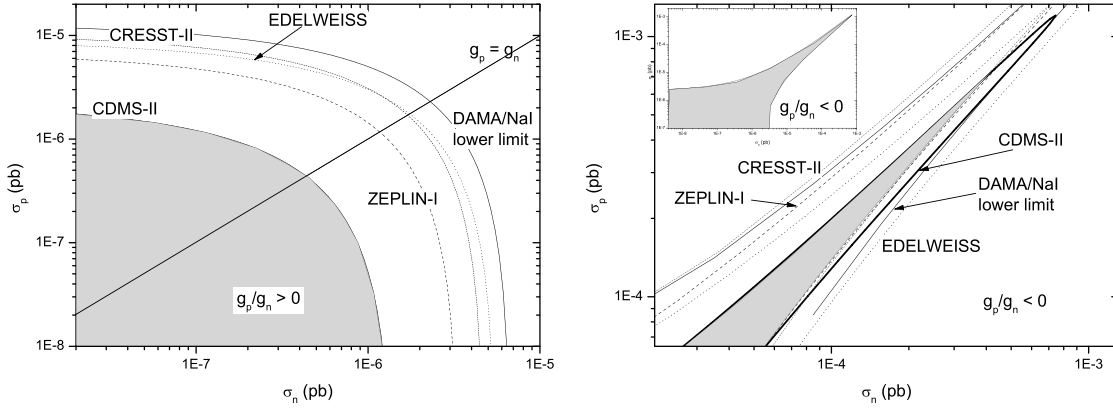 EDELWEISS
CRESST-II
g_p = g_n
CDMS-II
DAMA/NaI
lower limit
ZEPLIN-I
g_p/g_n > 0
1E-5
1E-6
1E-7
1E-8
σ_p (pb)
1E-7
1E-6
1E-5
σ_n (pb)
1E-3
1E-4
σ_p (pb)
g_p/g_n < 0
CRESST-II
ZEPLIN-I
CDMS-II
DAMA/NaI
lower limit
EDELWEISS
g_p/g_n < 0
1E-4
1E-3
σ_n (pb)